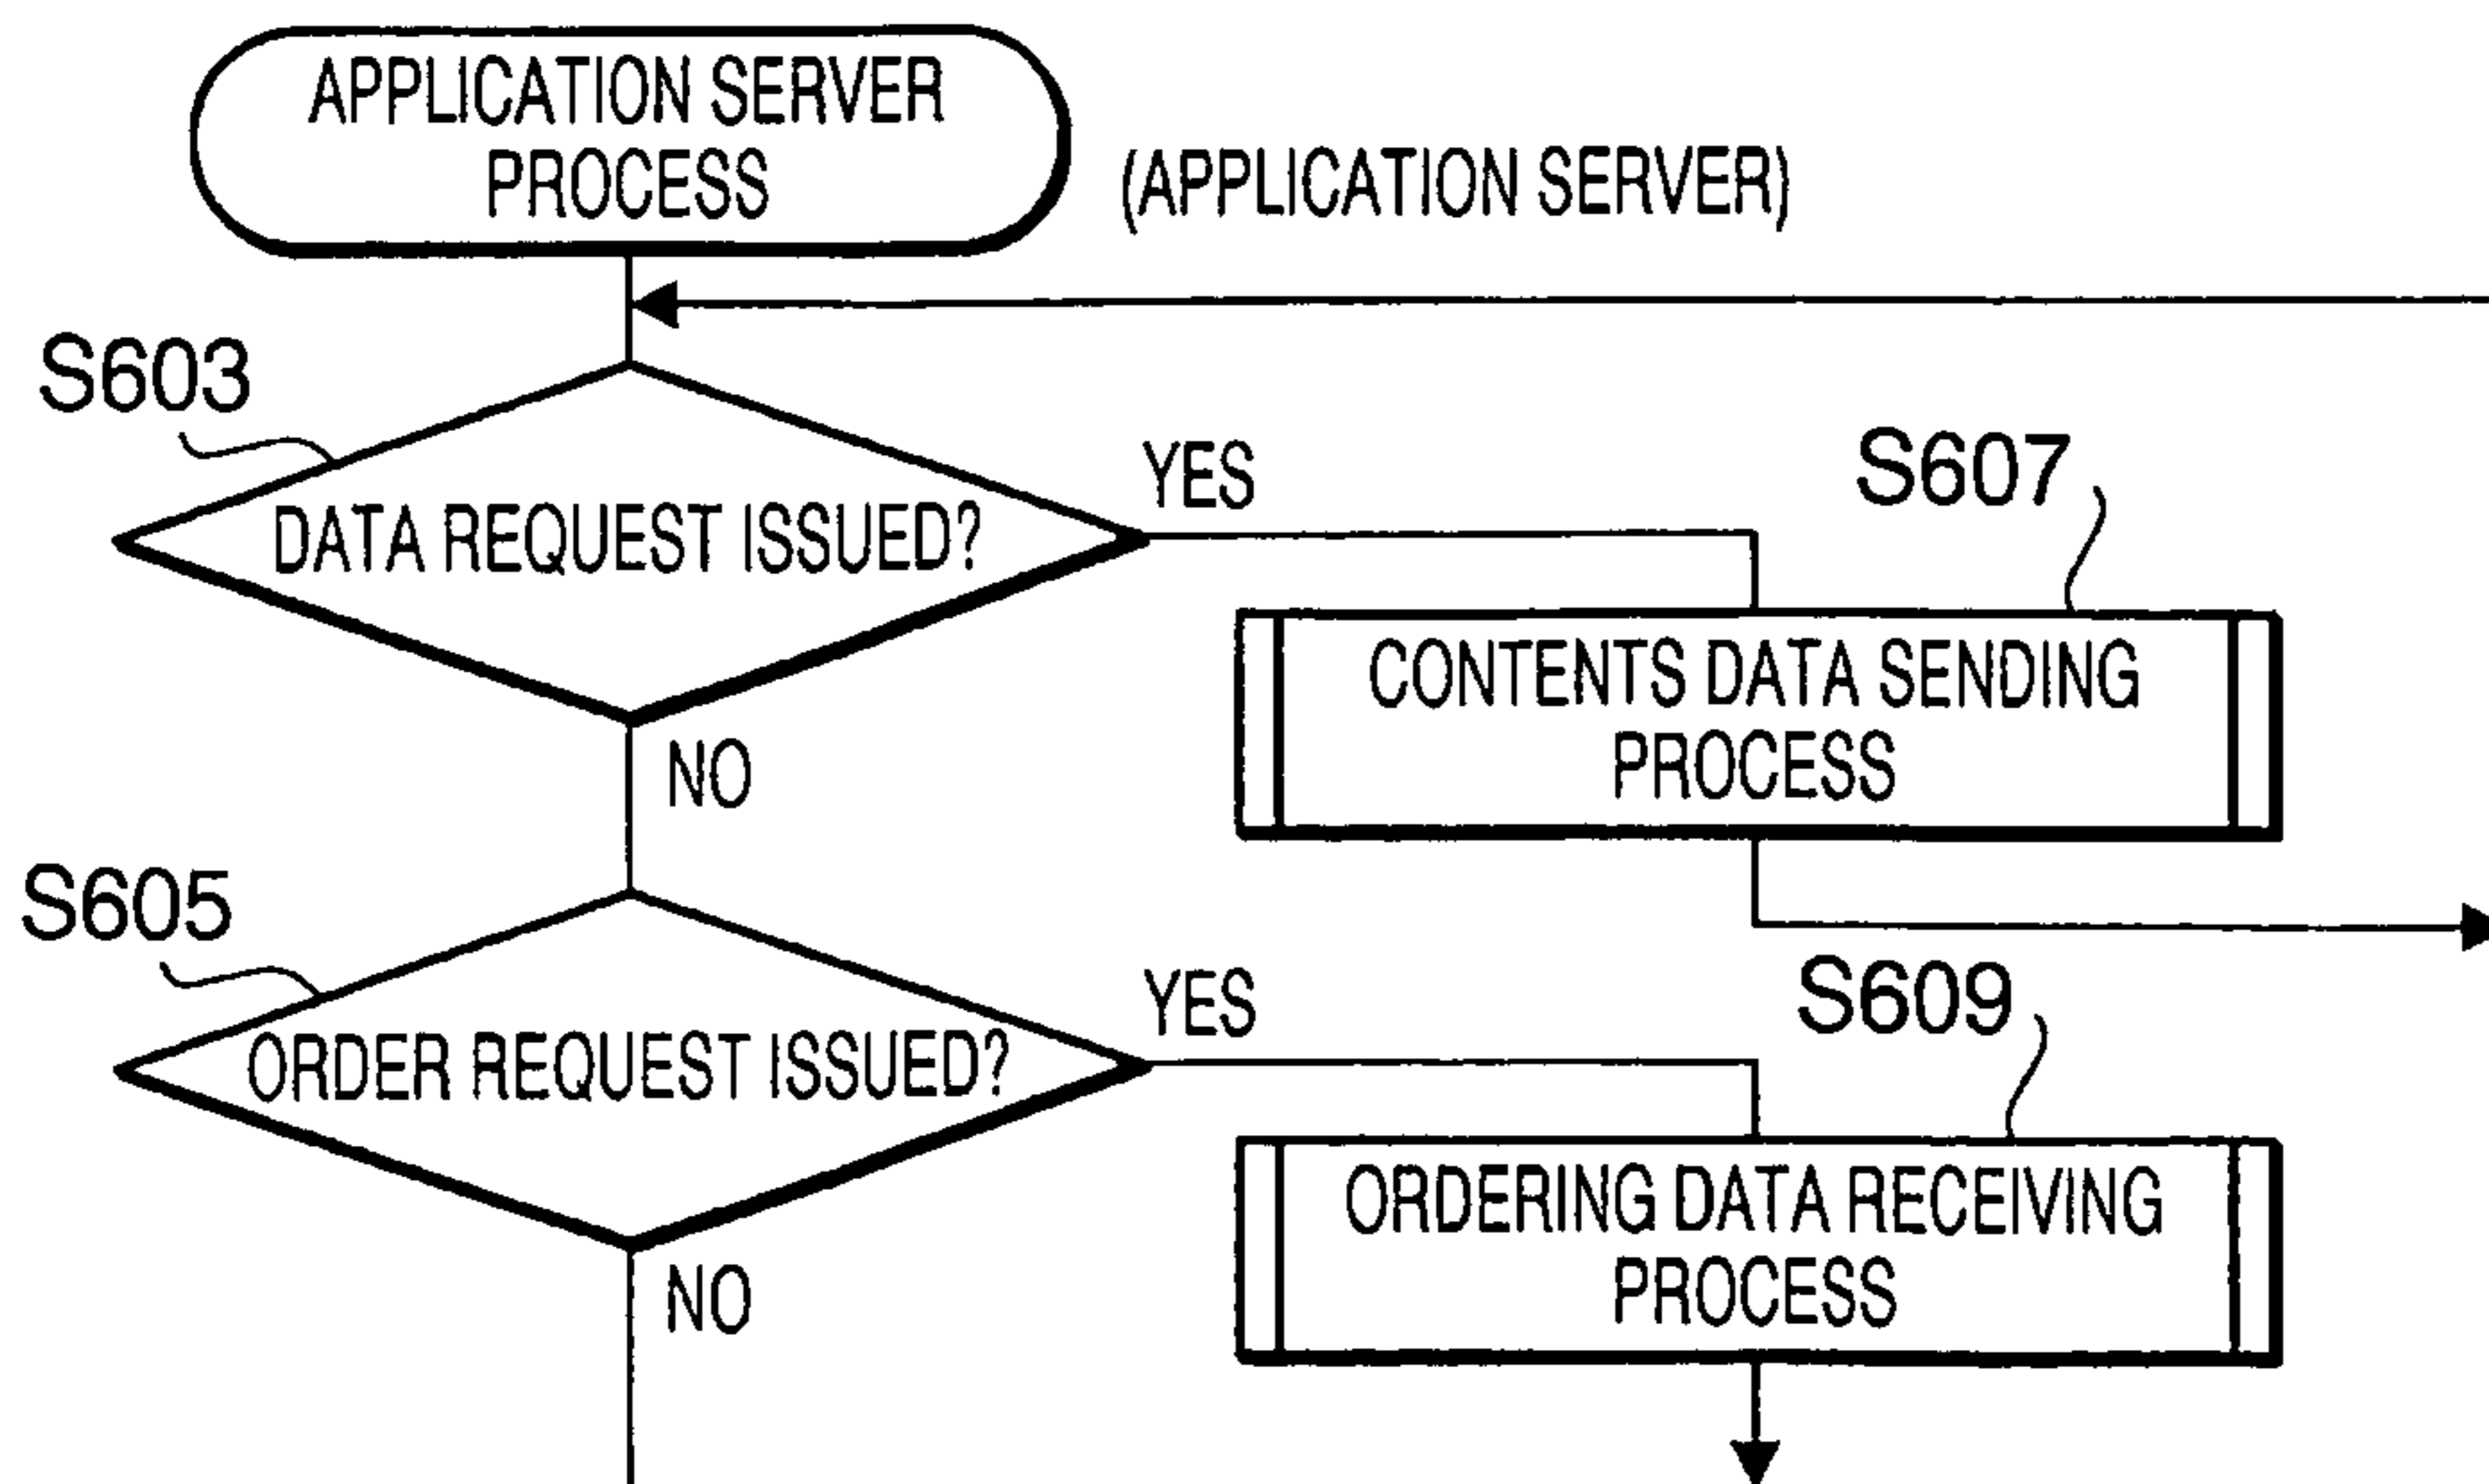 APPLICATION SERVER
PROCESS
(APPLICATION SERVER)
S603
DATA REQUEST ISSUED?
YES
S607
CONTENTS DATA SENDING
PROCESS
NO
S605
ORDER REQUEST ISSUED?
YES
S609
ORDERING DATA RECEIVING
PROCESS
NO